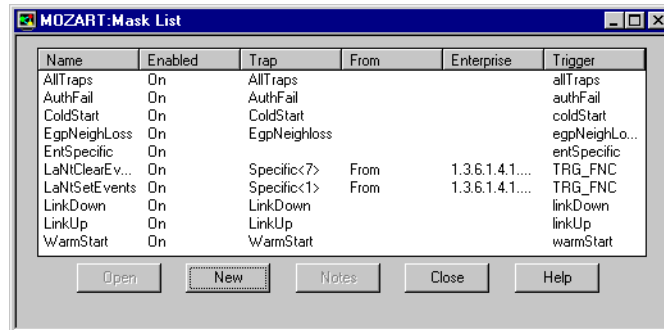 MOZART:Mask List
Name Enabled Trap From Enterprise Trigger
AllTraps On AllTraps allTraps
AuthFail On AuthFail authFail
ColdStart On ColdStart coldStart
EgpNeighLoss On EgpNeighloss egpNeighLo...
EntSpecific On entSpecific
LaNtClearEv... On Specific<7> From 1.3.6.1.4.1.... TRG_FNC
LaNtSetEvents On Specific<1> From 1.3.6.1.4.1.... TRG_FNC
LinkDown On LinkDown linkDown
LinkUp On LinkUp linkUp
WarmStart On WarmStart warmStart
Open New Notes Close Help